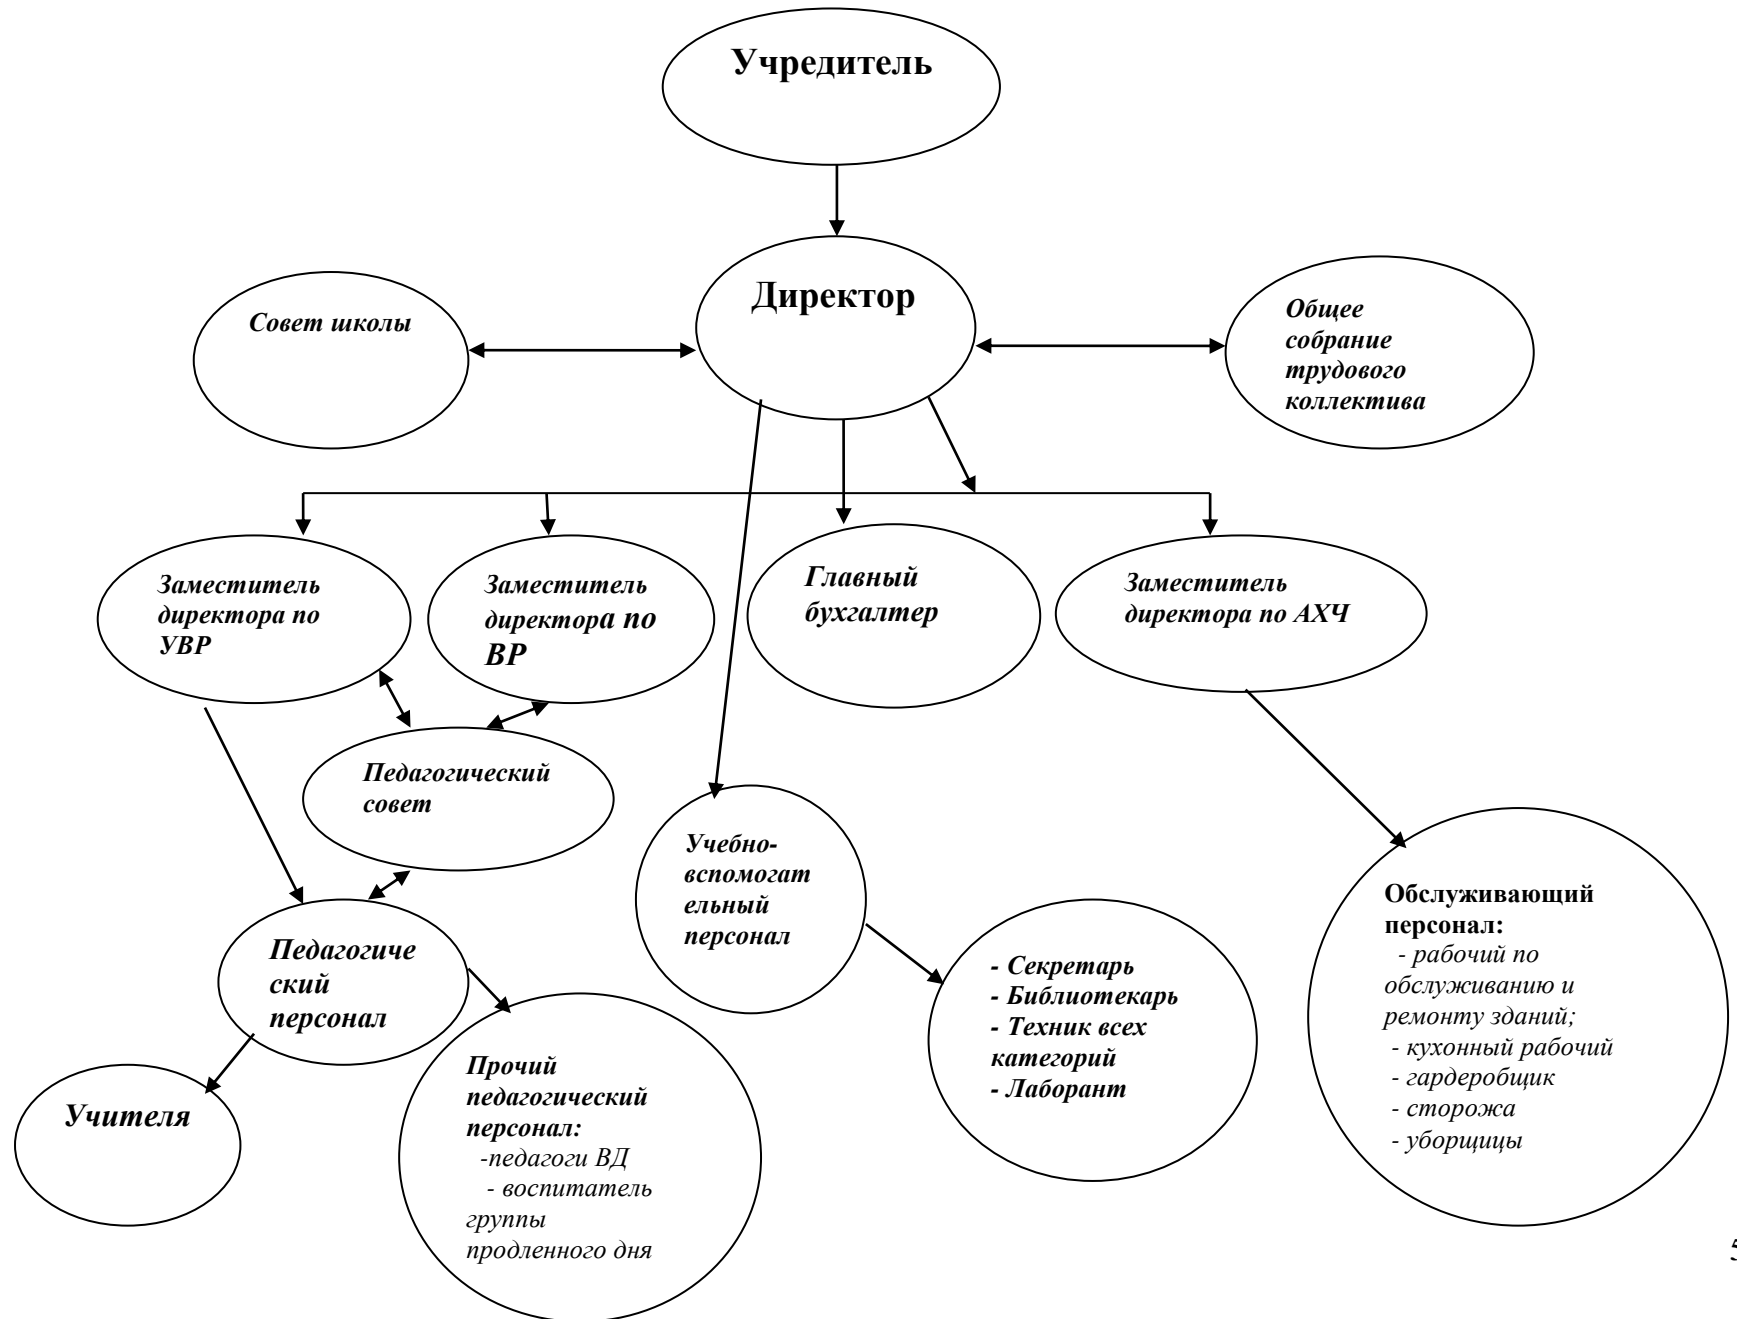 Учредитель
Директор
Совет школы
Общее
собрание
трудового
коллектива
Заместитель
директора по
УВР
Заместитель
директора по
ВР
Главный
бухгалтер
Заместитель
директора по АХЧ
Педагогический
совет
Учебно-
вспомогат
ельный
персонал
Обслуживающий
персонал:
- рабочий по
обслуживанию и
ремонту зданий;
- кухонный рабочий
- гардеробщик
- сторожа
- уборщицы
Педагогиче
ский
персонал
- Секретарь
- Библиотекарь
- Техник всех
категорий
- Лаборант
Учителя
Прочий
педагогический
персонал:
-педагоги ВД
- воспитатель
группы
продленного дня